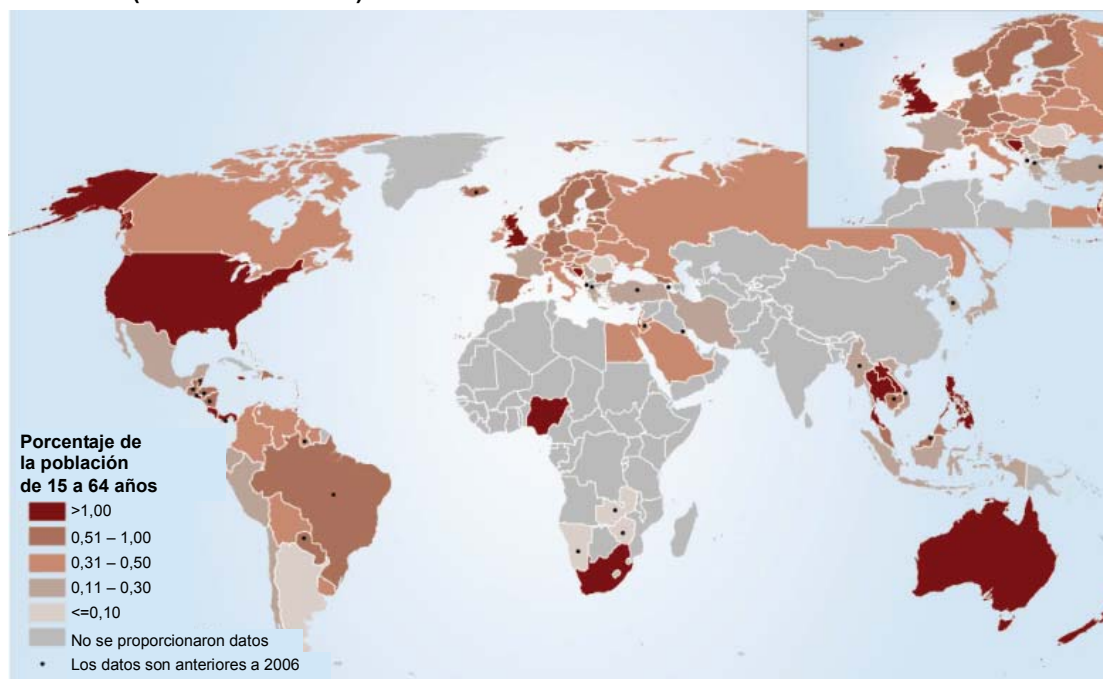 Porcentaje de
la población
de 15 a 64 años
>1,00
0,51 – 1,00
0,31 – 0,50
0,11 – 0,30
<=0,10
No se proporcionaron datos
Los datos son anteriores a 2006